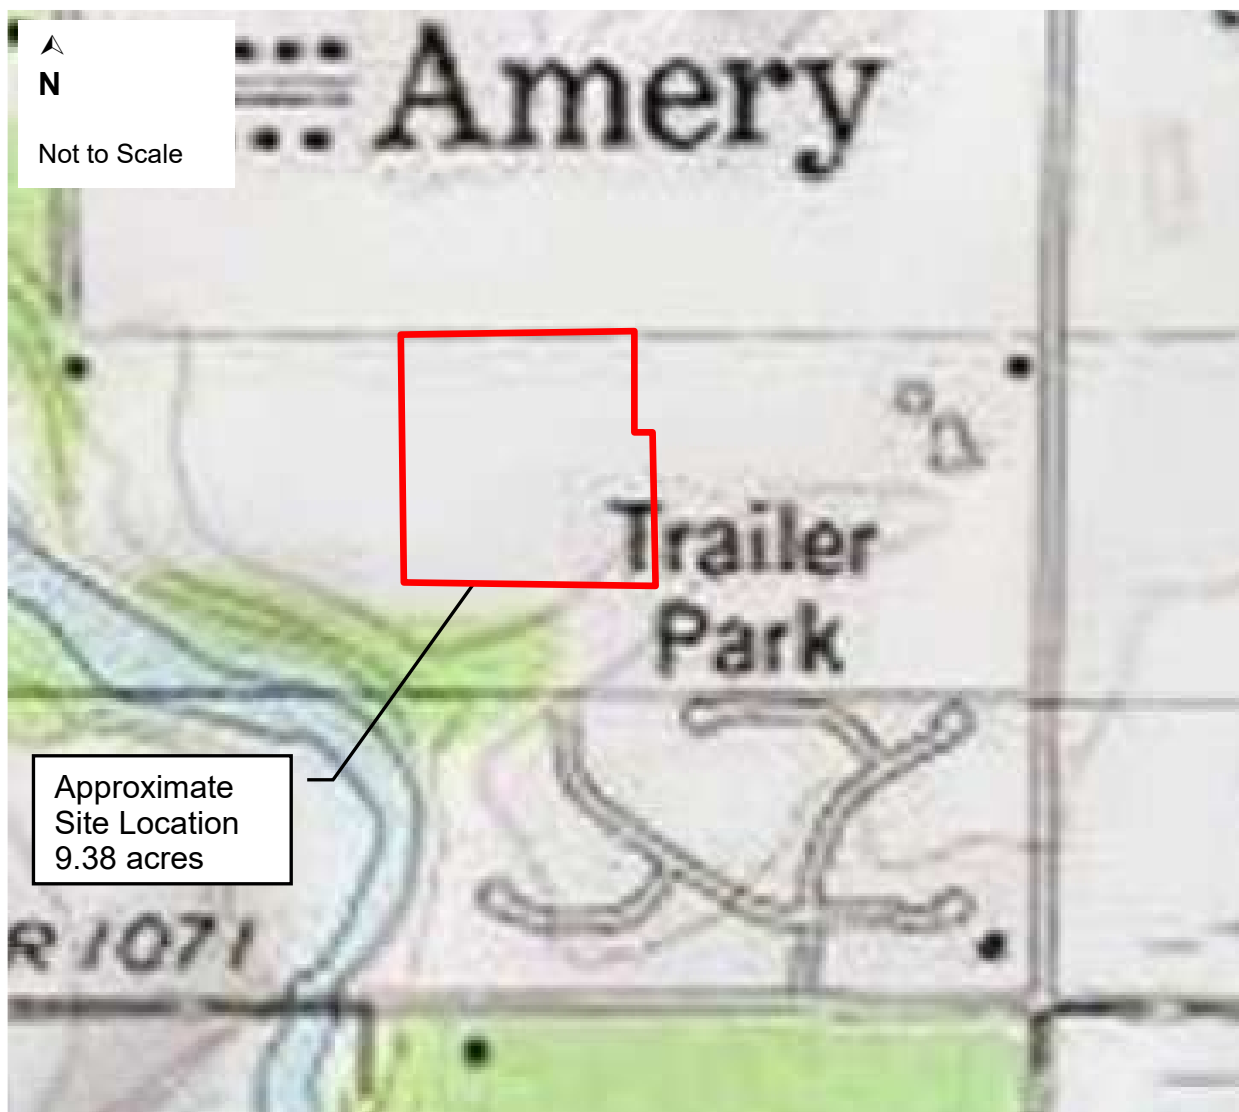 N
Not to Scale
Amery
Trailer
Park
Approximate
Site Location
9.38 acres
R 1071